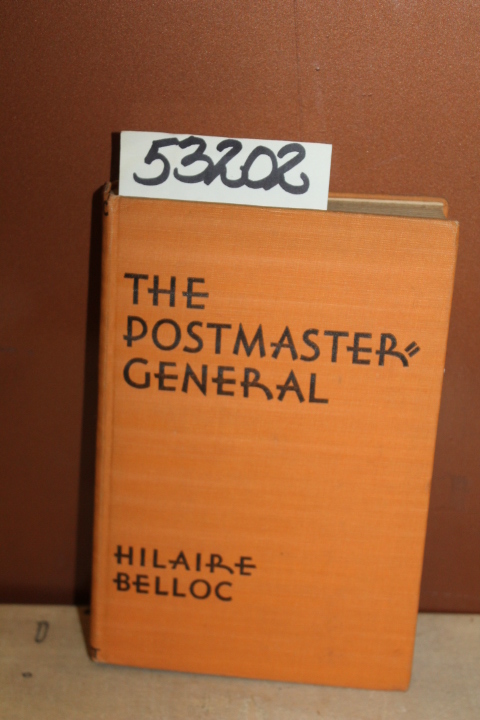 53202
THE
POSTMASTER=
GENERAL
HILAIRE
BELLOC